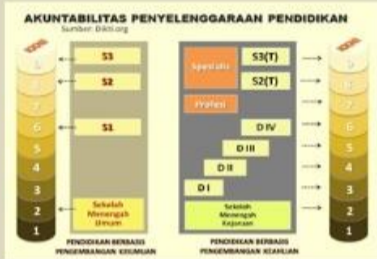 AKUNTABILITAS PENYELENGGARAAN PENDIDIKAN
Sumber: Dikti.org
KKNI
9
8
7
6
5
4
3
2
1
S3
S2
S1
Sekolah
Menengah
Umum
PENDIDIKAN BERBASIS
PENGEMBANGAN KEILMUAN
Spesialis
Profesi
S3(T)
S2(T)
D IV
D III
D II
D I
Sekolah
Menengah
Kejuruan
PENDIDIKAN BERBASIS
PENGEMBANGAN KEAHLIAN
KKNI
9
8
7
6
5
4
3
2
1